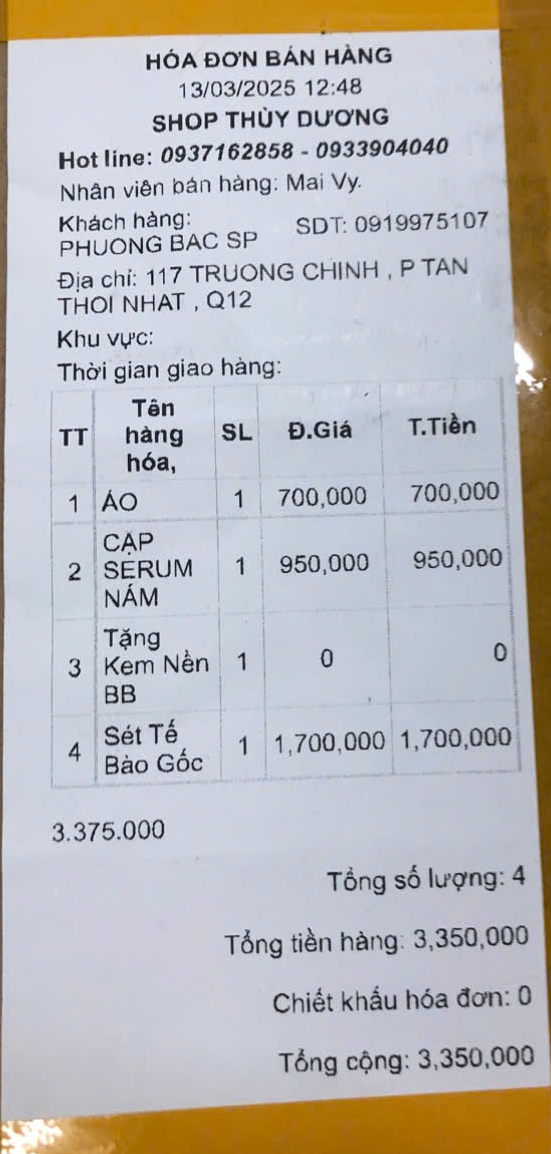 HÓA ĐƠN BÁN HÀNG
13/03/2025 12:48
SHOP THÙY DƯƠNG
Hot line: 0937162858 - 0933904040
Nhân viên bán hàng: Mai Vy.
Khách hàng: SDT: 0919975107
PHUONG BAC SP
Địa chỉ: 117 TRUONG CHINH , P TAN
THOI NHAT , Q12
Khu vực:
Thời gian giao hàng:
TT Tên hàng hóa, SL Đ.Giá T.Tiền
1 ÁO 1 700,000 700,000
2 CẶP SERUM NÁM 1 950,000 950,000
3 Tặng Kem Nền BB 1 0 0
4 Sét Tế Bào Gốc 1 1,700,000 1,700,000
3.375.000
Tổng số lượng: 4
Tổng tiền hàng: 3,350,000
Chiết khấu hóa đơn: 0
Tổng cộng: 3,350,000